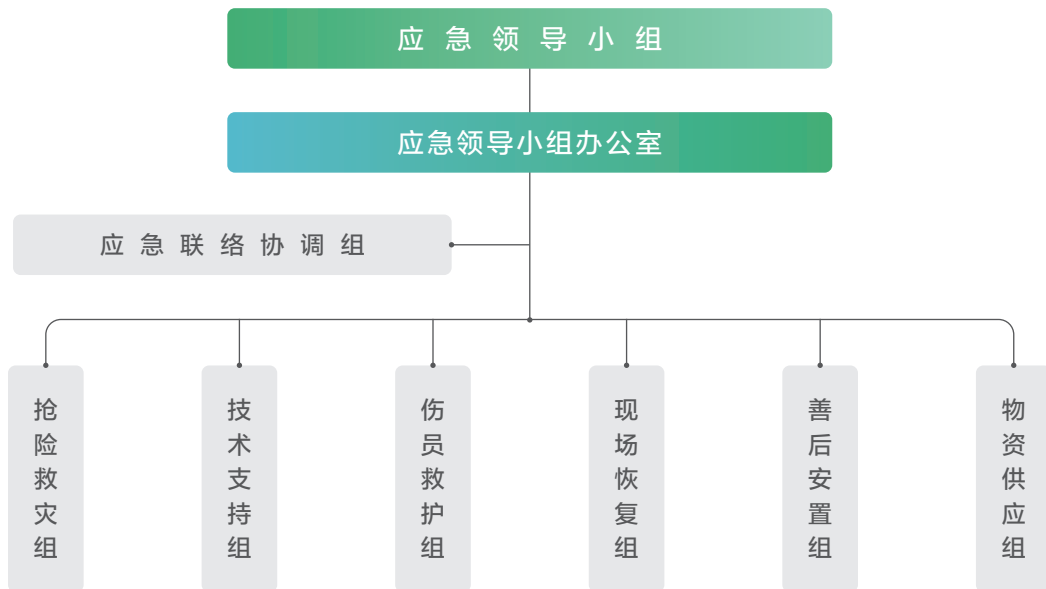 应急领导小组
应急领导小组办公室
应急联络协调组
抢险救灾组
技术支持组
伤员救护组
现场恢复组
善后安置组
物资供应组